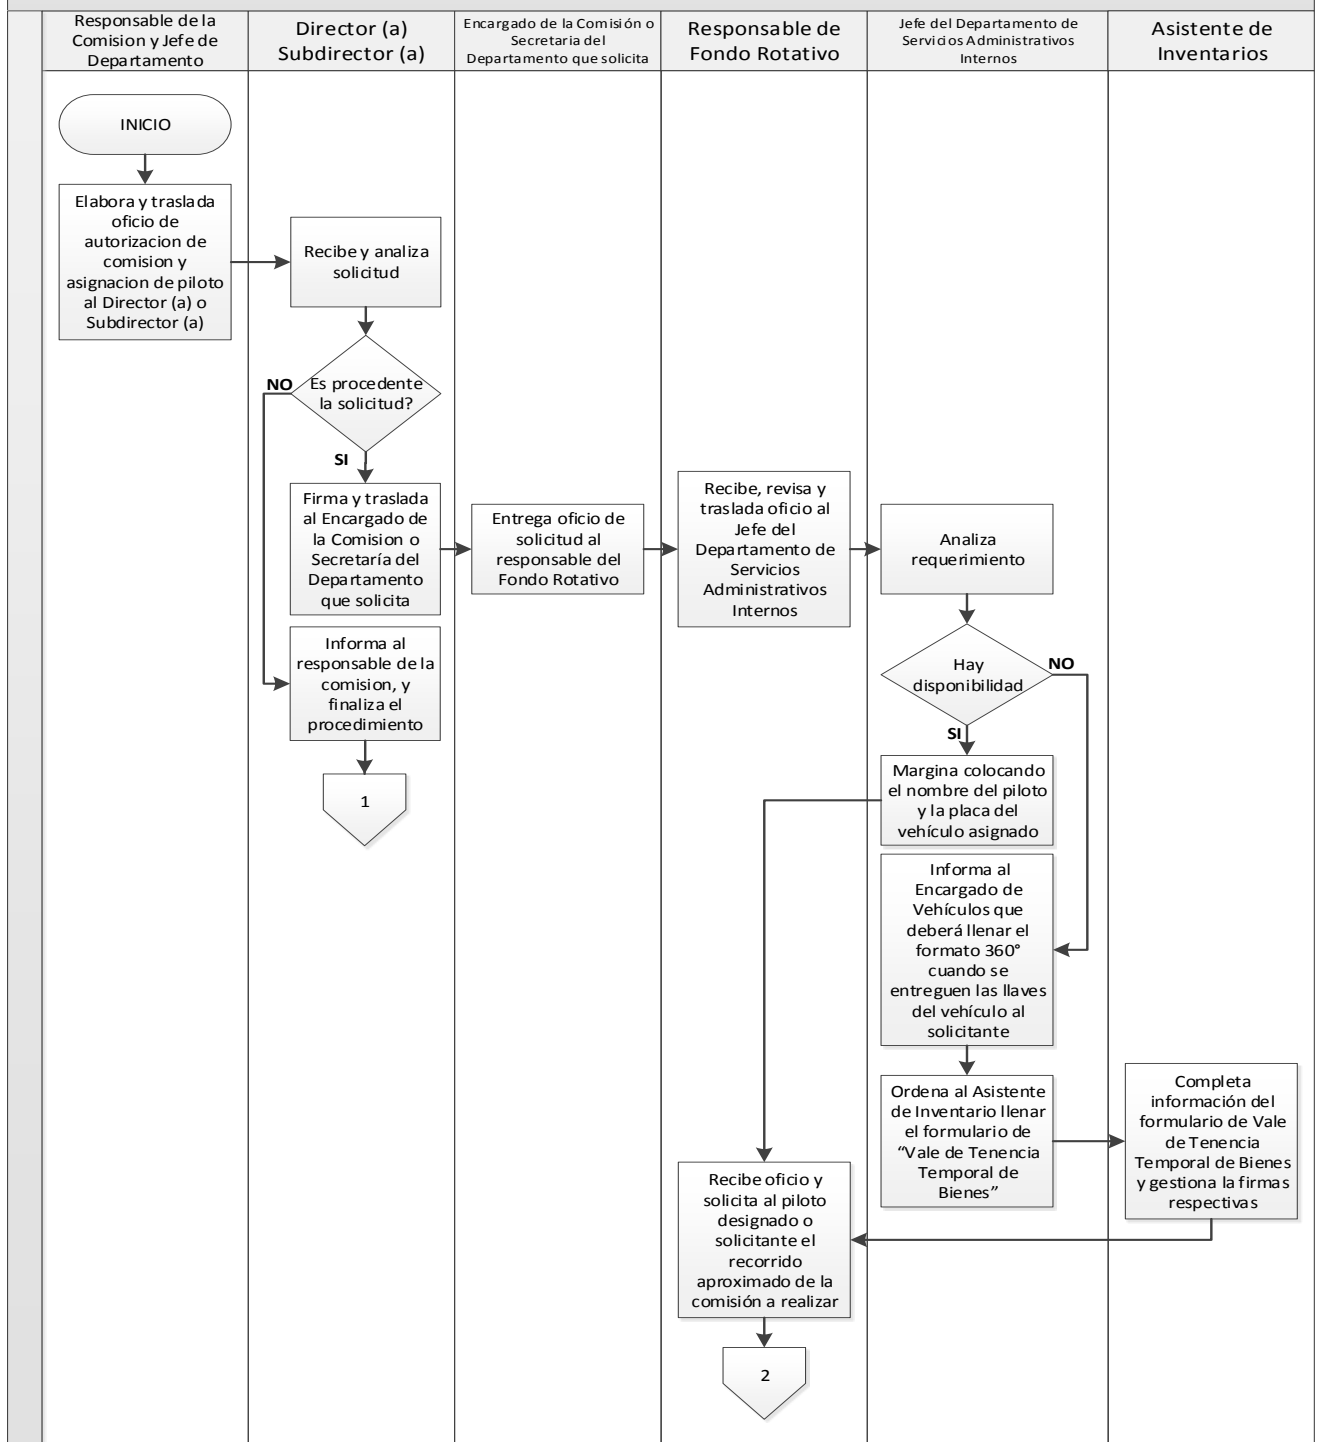 Responsable de la
Comision y Jefe de
Departamento
Director (a)
Subdirector (a)
Encargado de la Comisión o
Secretaria del
Departamento que solicita
Responsable de
Fondo Rotativo
Jefe del Departamento de
Servicios Administrativos
Internos
Asistente de
Inventarios
INICIO
Elabora y traslada
oficio de
autorizacion de
comision y
asignacion de piloto
al Director (a) o
Subdirector (a)
Recibe y analiza
solicitud
Es procedente
la solicitud?
NO
SI
Firma y traslada
al Encargado de
la Comision o
Secretaría del
Departamento
que solicita
Entrega oficio de
solicitud al
responsable del
Fondo Rotativo
Recibe, revisa y
traslada oficio al
Jefe del
Departamento de
Servicios
Administrativos
Internos
Analiza
requerimiento
Informa al
responsable de la
comision, y
finaliza el
procedimiento
1
Hay
disponibilidad
NO
SI
Margina colocando
el nombre del piloto
y la placa del
vehículo asignado
Informa al
Encargado de
Vehículos que
deberá llenar el
formato 360°
cuando se
entreguen las llaves
del vehículo al
solicitante
Ordena al Asistente
de Inventario llenar
el formulario de
“Vale de Tenencia
Temporal de
Bienes”
Completa
información del
formulario de Vale
de Tenencia
Temporal de Bienes
y gestiona la firmas
respectivas
Recibe oficio y
solicita al piloto
designado o
solicitante el
recorrido
aproximado de la
comisión a realizar
2